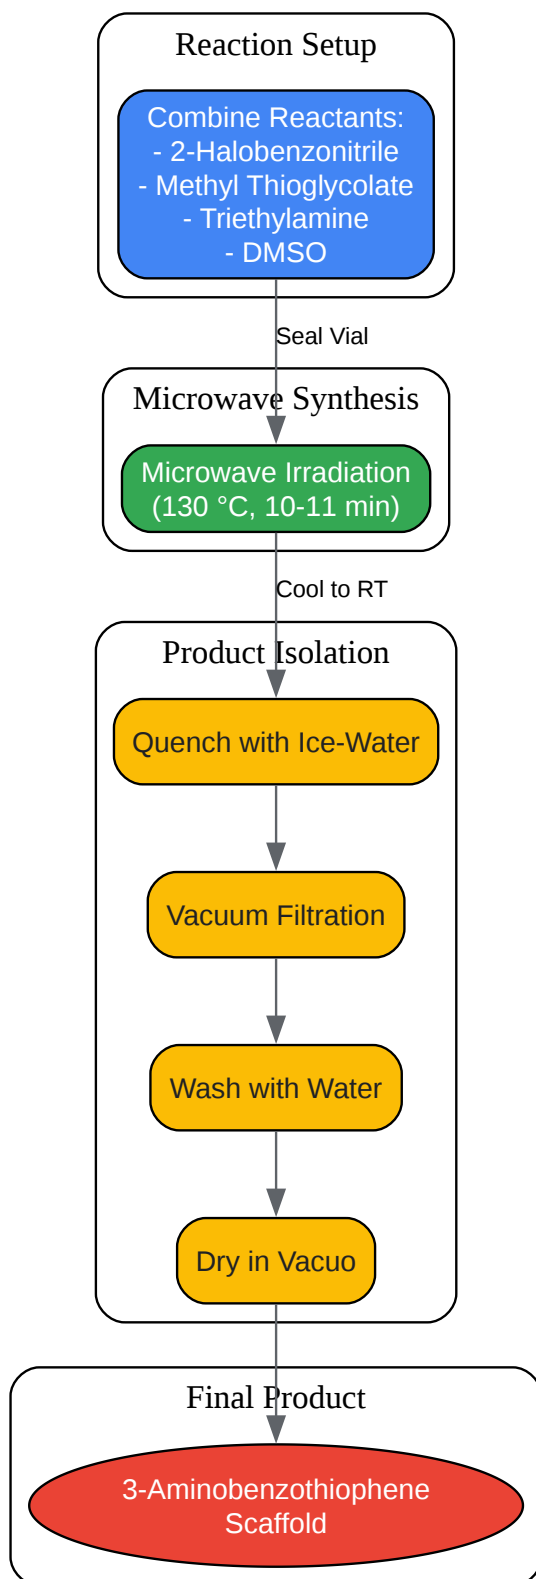 Reaction Setup
Combine Reactants:
- 2-Halobenzonitrile
- Methyl Thioglycolate
- Triethylamine
- DMSO
Seal Vial
Microwave Synthesis
Microwave Irradiation
(130 °C, 10-11 min)
Cool to RT
Product Isolation
Quench with Ice-Water
Vacuum Filtration
Wash with Water
Dry in Vacuo
Final Product
3-Aminobenzothiophene
Scaffold